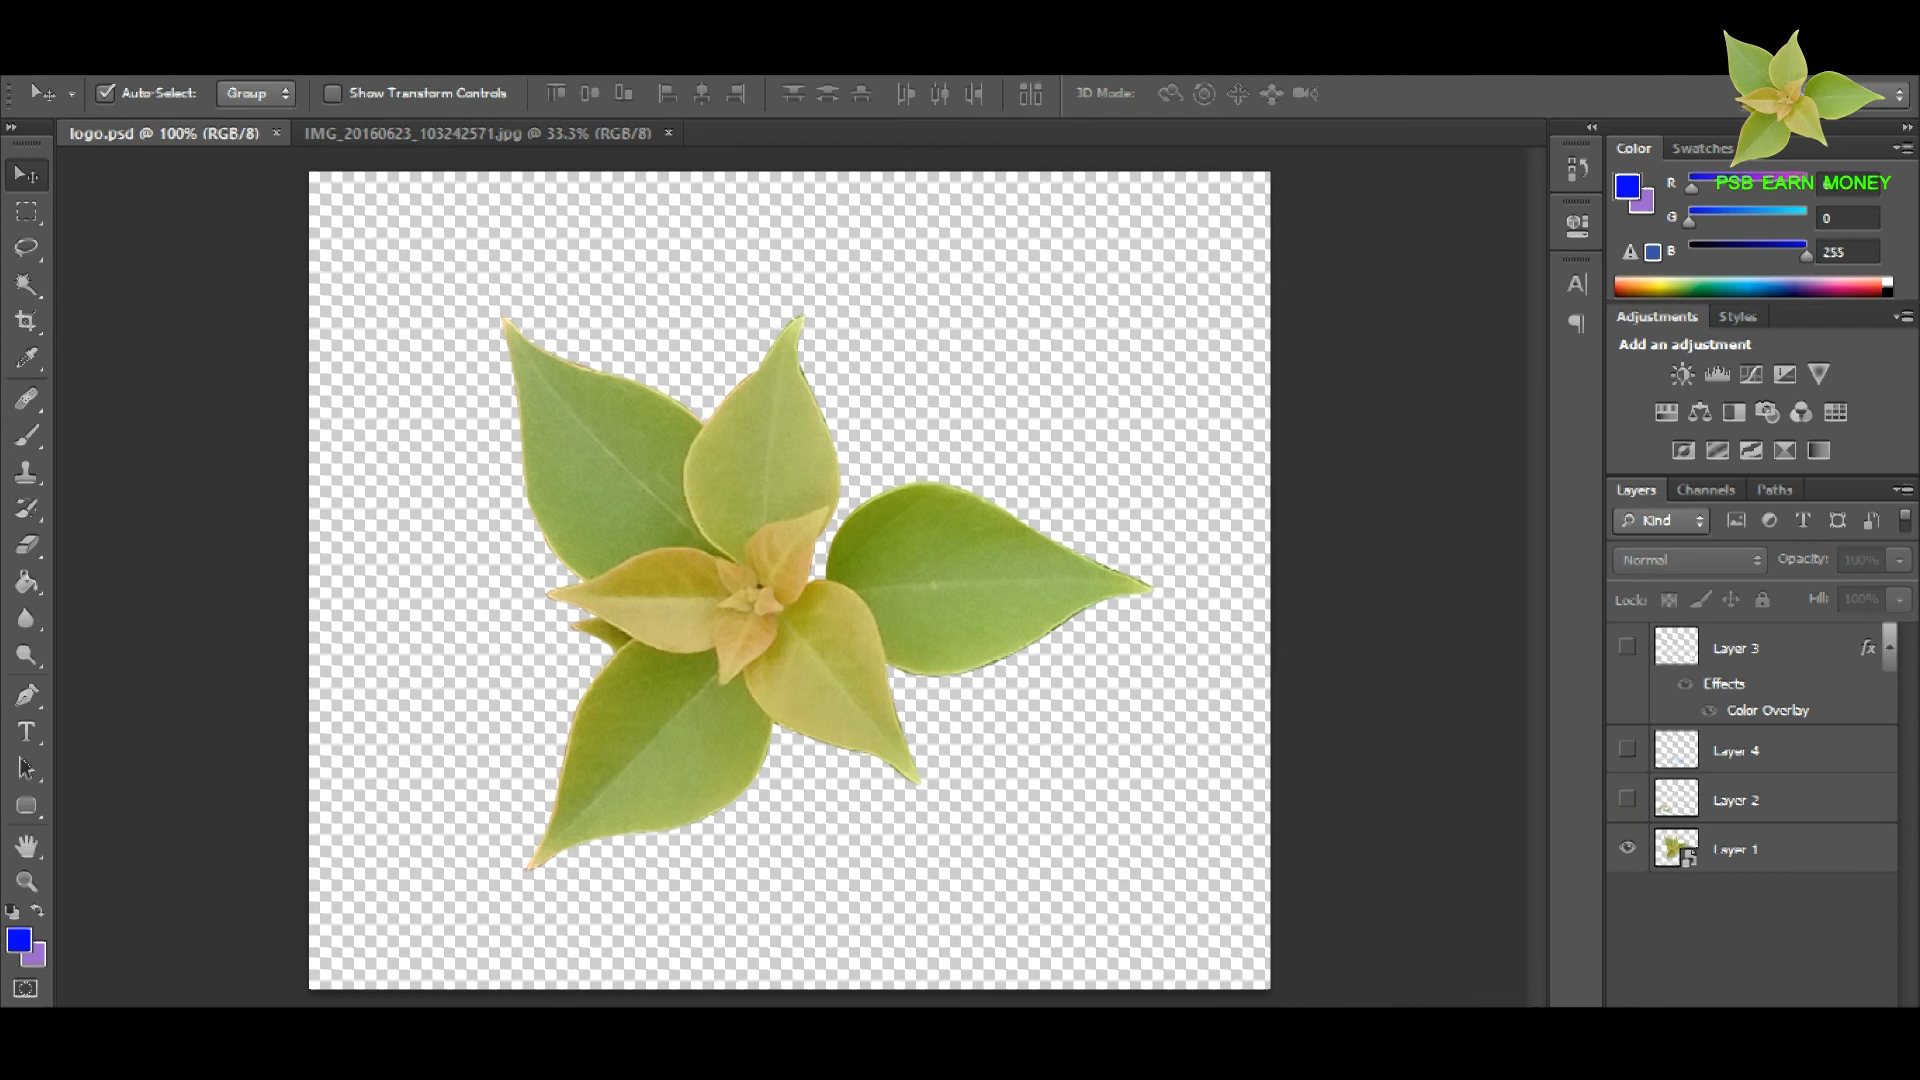 Auto-Select: Group Show Transform Controls 3D Mode:
logo.psd @ 100% (RGB/8) × IMG_20160623_103242571.jpg @ 33.3% (RGB/8) ×
Color Swatches
R
PSB EARN MONEY
G 0
B 255
Adjustments Styles
Add an adjustment
Layers Channels Paths
Kind
Normal Opacity: 100%
Lock: Fill: 100%
Layer 3 fx
Effects
Color Overlay
Layer 4
Layer 2
Layer 1